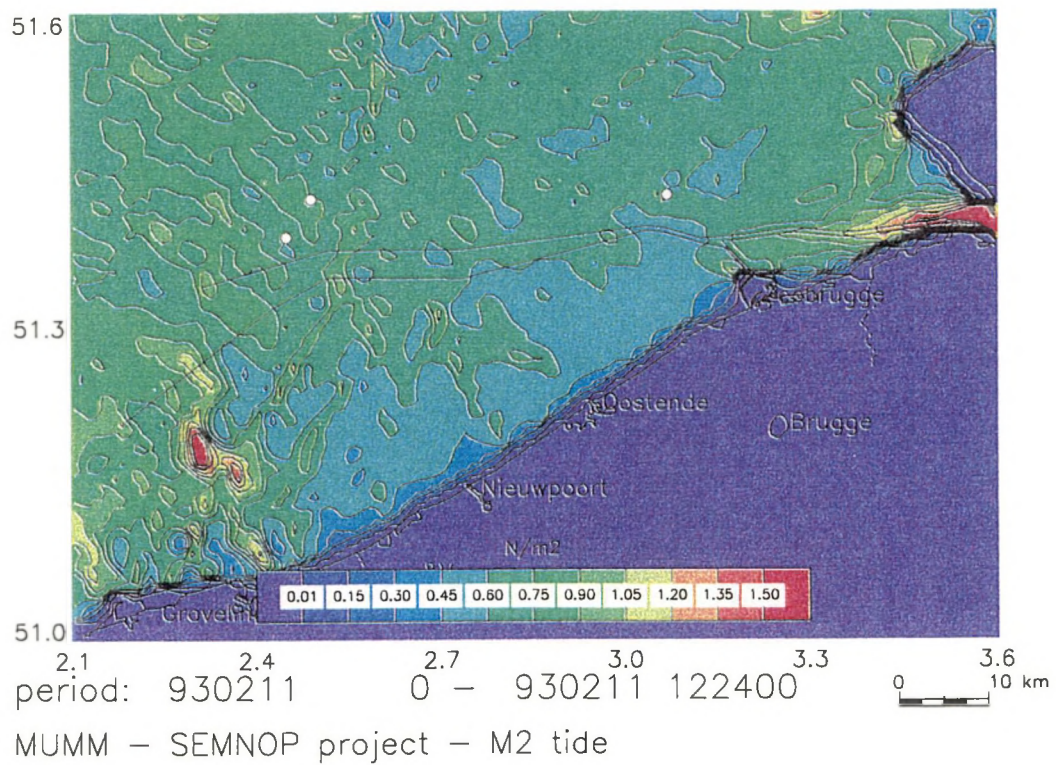 51.6
51.3
Zeebrugge
Oostende
Brugge
Nieuwpoort
N/m2
0.01 0.15 0.30 0.45 0.60 0.75 0.90 1.05 1.20 1.35 1.50
51.0
2.1 2.4 2.7 3.0 3.3 3.6
period: 930211 0 – 930211 122400
0 10 km
MUMM – SEMNOP project – M2 tide